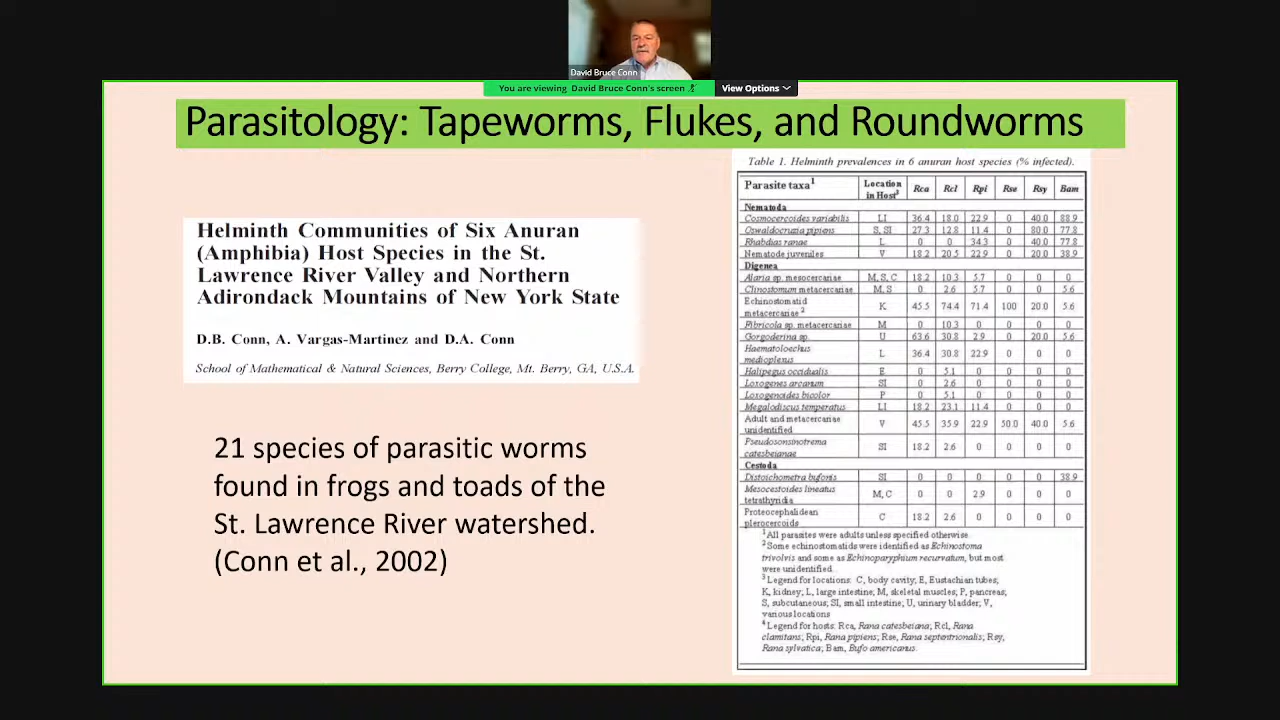 David Bruce Conn
You are viewing David Bruce Conn's screen
View Options
Parasitology: Tapeworms, Flukes, and Roundworms
Helminth Communities of Six Anuran
(Amphibia) Host Species in the St.
Lawrence River Valley and Northern
Adirondack Mountains of New York State
D.B. Conn, A. Vargas-Martinez and D.A. Conn
School of Mathematical & Natural Sciences, Berry College, Mt. Berry, GA, U.S.A.
21 species of parasitic worms
found in frogs and toads of the
St. Lawrence River watershed.
(Conn et al., 2002)
Table 1. Helminth prevalences in 6 anuran host species (% infected).
Parasite taxa1 Location in Host3 Rca Rcl Rpi Rse Rsy Bam
Nematoda
Cosmocercoides variabilis LI 36.4 18.0 22.9 0 40.0 88.9
Oswaldocruzia pipiens S, SI 27.3 12.8 11.4 0 80.0 77.8
Rhabdias ranae L 0 0 34.3 0 40.0 77.8
Nematode juveniles V 18.2 20.5 22.9 0 20.0 38.9
Digenea
Alaria sp. mesocercariae M, S, C 18.2 10.3 5.7 0 0 0
Clinostomum metacercariae M, S 0 2.6 5.7 0 0 5.6
Echinostomatid
metacercariae2 K 45.5 74.4 71.4 100 20.0 5.6
Fibricola sp. metacercariae M 0 10.3 0 0 0 0
Gorgoderina sp. U 63.6 30.8 2.9 0 20.0 5.6
Haematoloechus
medioplexus L 36.4 30.8 22.9 0 0 0
Halipegus occidualis E 0 5.1 0 0 0 0
Loxogenes arcanum SI 0 2.6 0 0 0 0
Loxogenoides bicolor P 0 5.1 0 0 0 0
Megalodiscus temperatus LI 18.2 23.1 11.4 0 0 0
Adult and metacercariae
unidentified V 45.5 35.9 22.9 50.0 40.0 5.6
Pseudosonsinotrema
catesbeianae SI 18.2 2.6 0 0 0 0
Cestoda
Distoichometra bufonis SI 0 0 0 0 0 38.9
Mesocestoides lineatus
tetrathyridia M, C 0 0 2.9 0 0 0
Proteocephalidean
plerocercoids C 18.2 2.6 0 0 0 0
1All parasites were adults unless specified otherwise.
2Some echinostomatids were identified as Echinostoma
trivolvis and some as Echinoparyphium recurvatum, but most
were unidentified.
3Legend for locations: C, body cavity; E, Eustachian tubes;
K, kidney; L, large intestine; M, skeletal muscles; P, pancreas;
S, subcutaneous; SI, small intestine; U, urinary bladder; V,
various locations
4Legend for hosts: Rca, Rana catesbeiana; Rcl, Rana
clamitans; Rpi, Rana pipiens; Rse, Rana septentrionalis; Rsy,
Rana sylvatica; Bam, Bufo americanus.